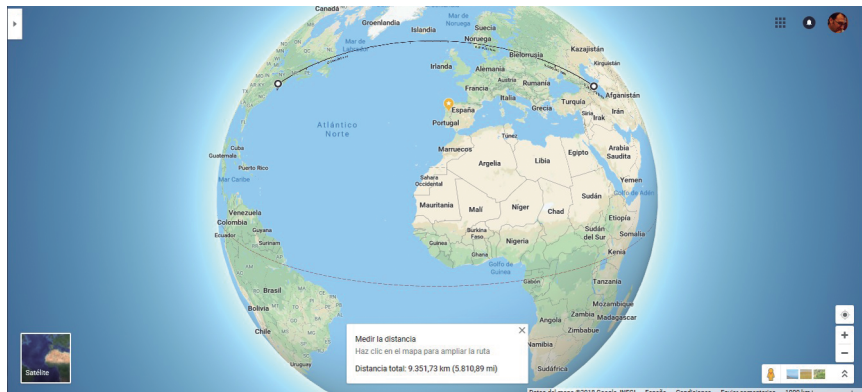 Canadá
Groenlandia
Islandia
Mar de
Noruega
Suecia
Noruega
Mar de
Labrador
Bielorrusia
Kazajistán
Kirguistán
Irlanda
Alemania
Austria
Rumanía
Francia
Italia
Grecia
Turquía
Afganistán
España
Siria
Irak
Irán
Portugal
Túnez
Atlántico
Norte
Marruecos
Argelia
Libia
Egipto
Arabia
Saudita
Cuba
Guatemala
Puerto Rico
Mar Caribe
Sahara
Occidental
Yemen
Golfo de Adén
Mauritania
Malí
Níger
Chad
Sudán
Venezuela
Colombia
Guyana
Surinam
Ecuador
Burkina
Faso
Guinea
Ghana
Nigeria
Etiopía
Sudán
del Sur
Somalia
Golfo de
Guinea
Kenia
Gabón
Tanzania
Brasil
Bolivia
Chile
Uruguay
Angola
Zambia
Mozambique
Madagascar
Zimbabue
Namibia
Sudáfrica
Medir la distancia
Haz clic en el mapa para ampliar la ruta
Distancia total: 9.351,73 km (5.810,89 mi)
Satélite